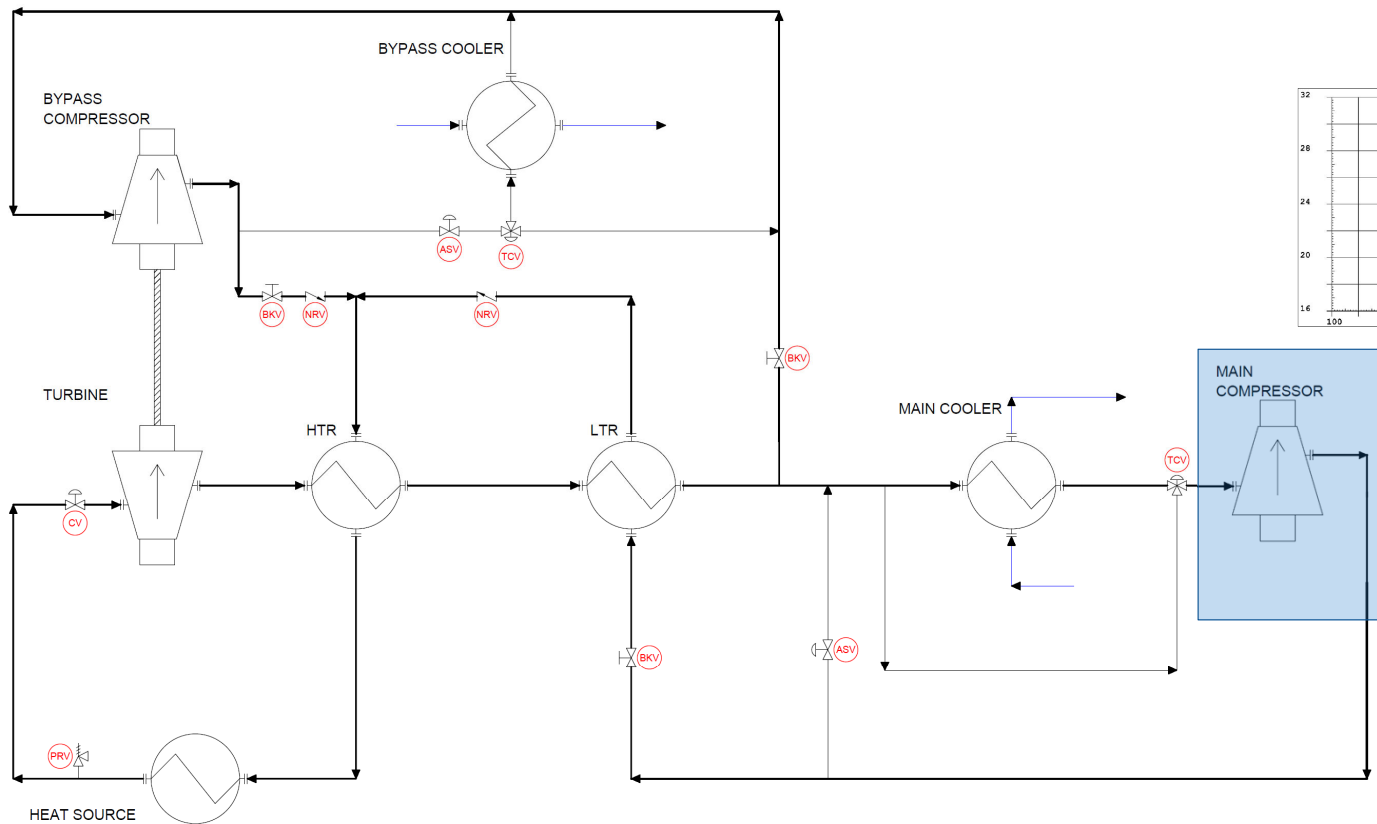 BYPASS COOLER
BYPASS
COMPRESSOR
ASV
TCV
BKV
NRV
NRV
BKV
TURBINE
HTR
LTR
MAIN COOLER
MAIN
COMPRESSOR
TCV
CV
BKV
ASV
PRV
HEAT SOURCE
32
28
24
20
16
100